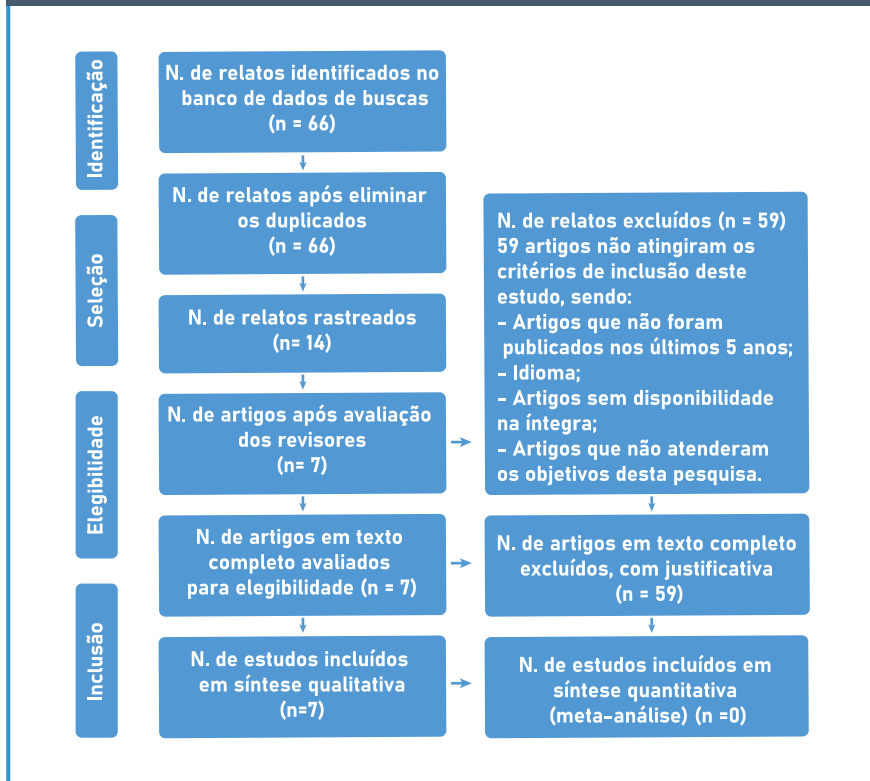 Identificação
N. de relatos identificados no
banco de dados de buscas
(n = 66)
Seleção
N. de relatos após eliminar
os duplicados
(n = 66)
N. de relatos rastreados
(n= 14)
Elegibilidade
N. de artigos após avaliação
dos revisores
(n= 7)
N. de relatos excluídos (n = 59)
59 artigos não atingiram os
critérios de inclusão deste
estudo, sendo:
– Artigos que não foram
publicados nos últimos 5 anos;
– Idioma;
– Artigos sem disponibilidade
na íntegra;
– Artigos que não atenderam
os objetivos desta pesquisa.
N. de artigos em texto
completo avaliados
para elegibilidade (n = 7)
N. de artigos em texto completo
excluídos, com justificativa
(n = 59)
Inclusão
N. de estudos incluídos
em síntese qualitativa
(n=7)
N. de estudos incluídos em
síntese quantitativa
(meta-análise) (n =0)